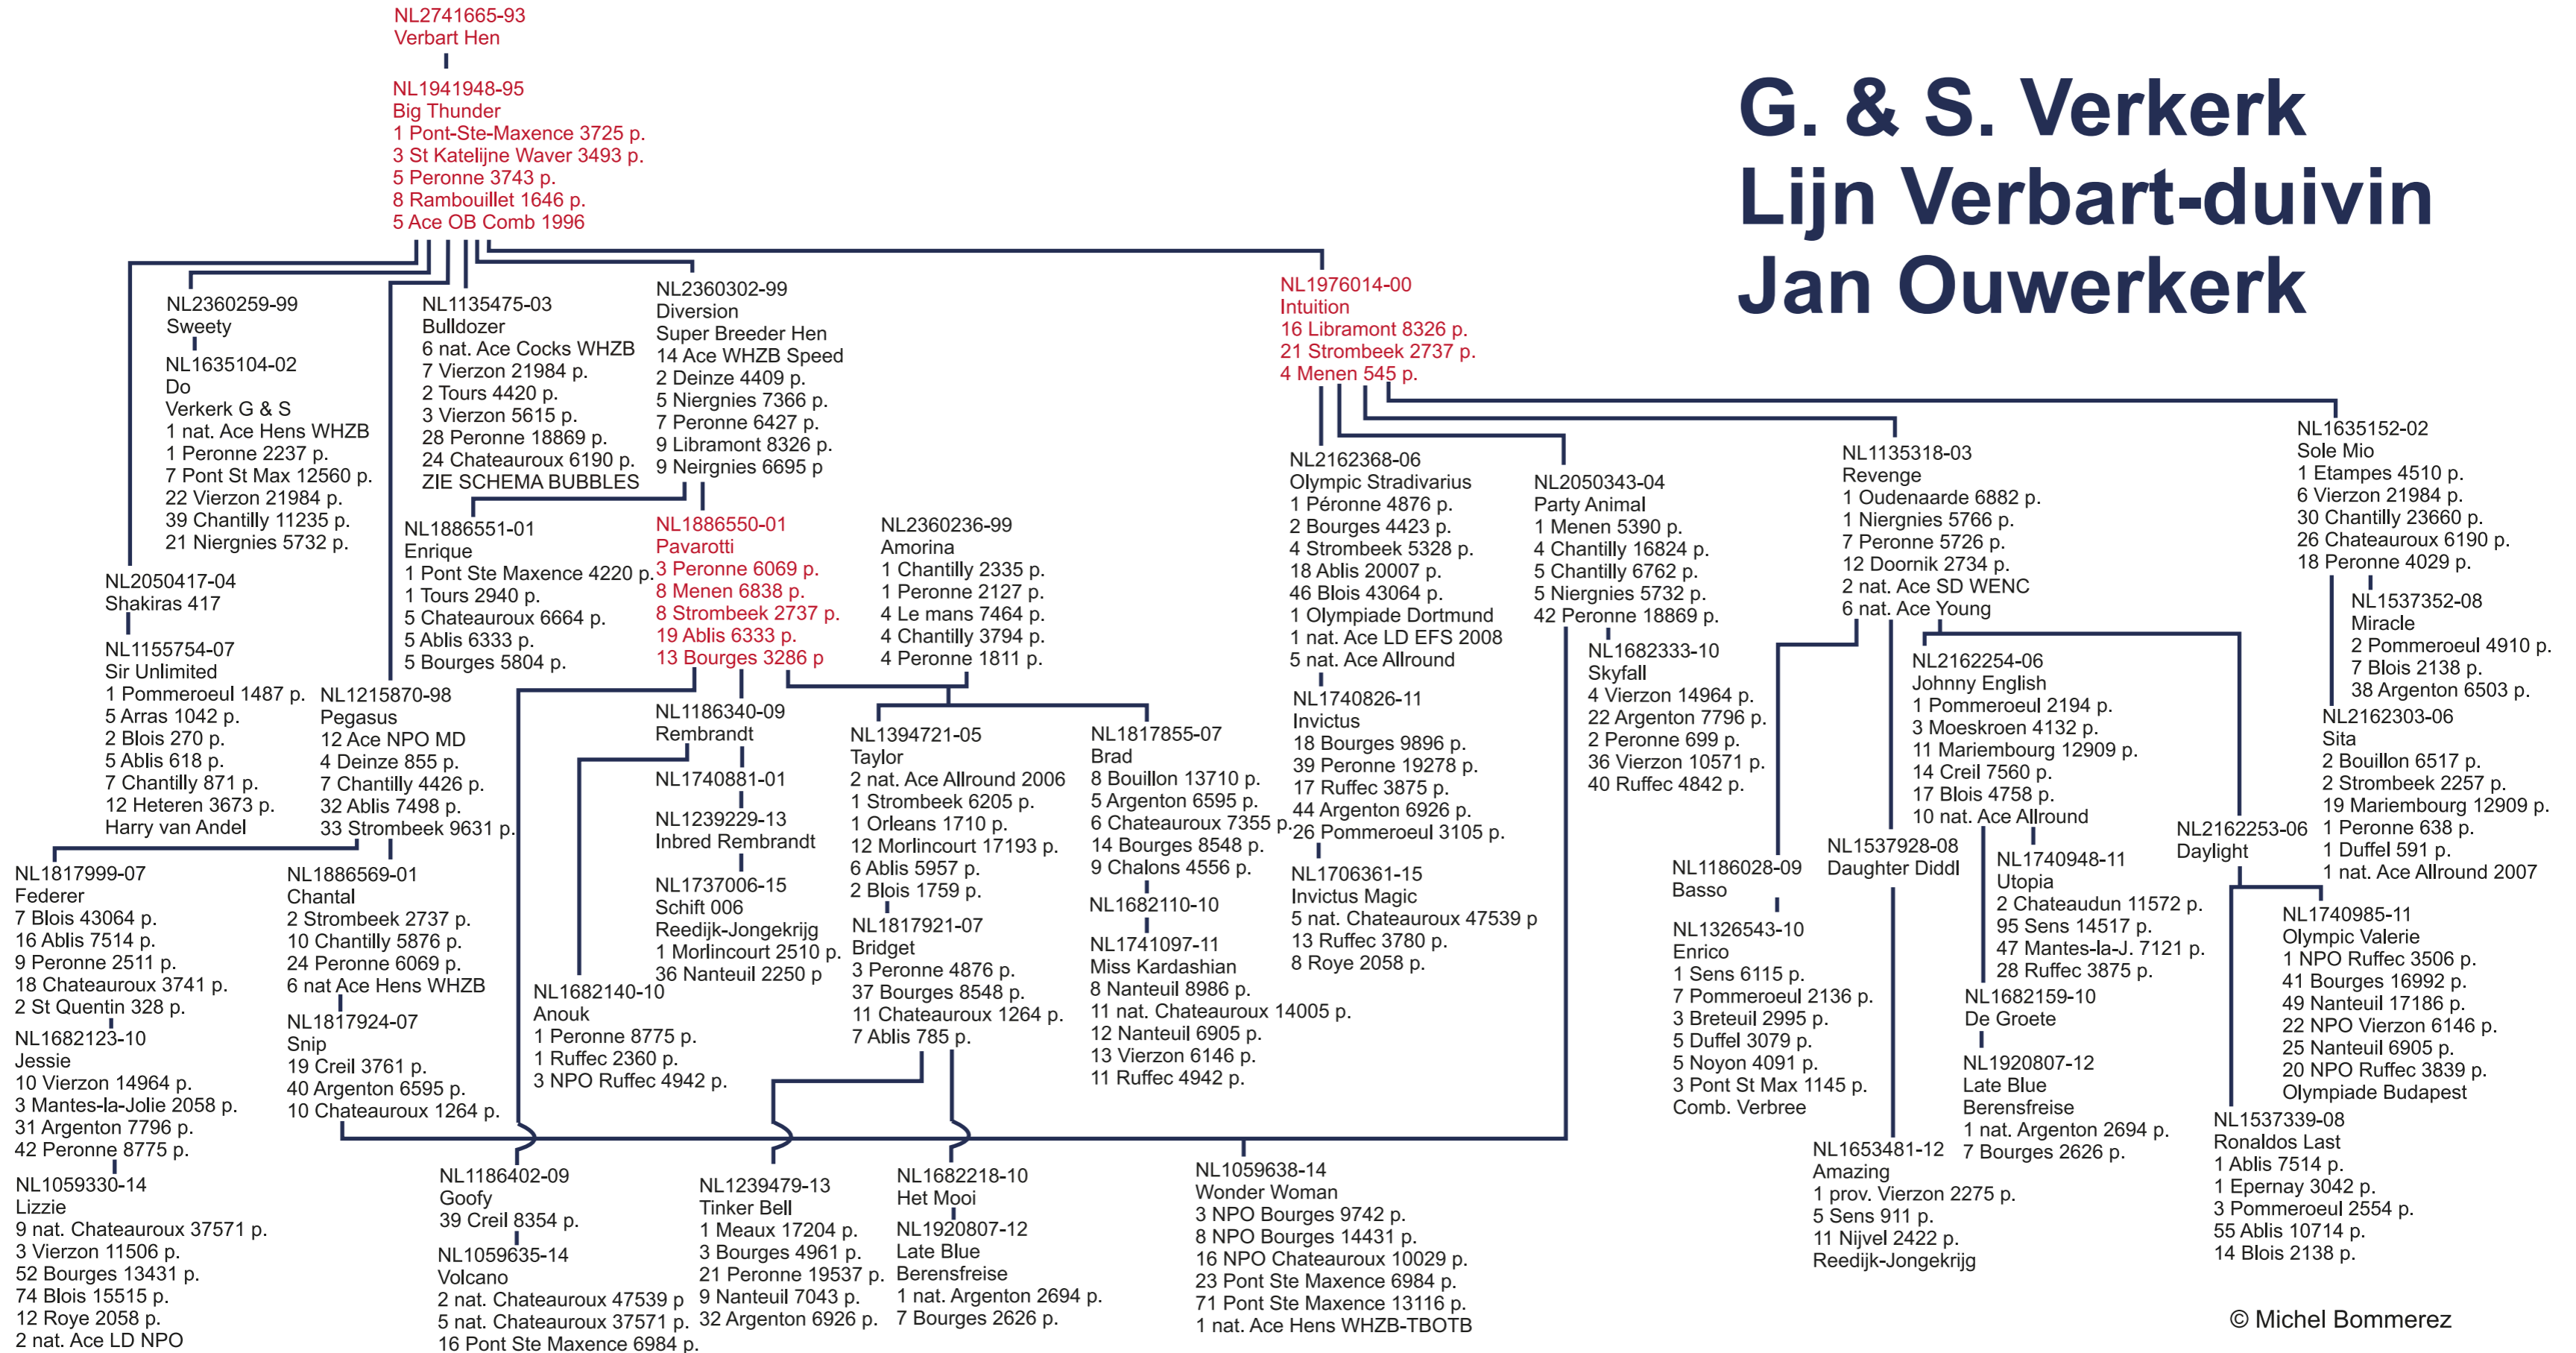 NL2741665-93
Verbart Hen
NL1941948-95
Big Thunder
1 Pont-Ste-Maxence 3725 p.
3 St Katelijne Waver 3493 p.
5 Peronne 3743 p.
8 Rambouillet 1646 p.
5 Ace OB Comb 1996
G. & S. Verkerk
Lijn Verbart-duivin
Jan Ouwerkerk
NL2360259-99
Sweety
NL1635104-02
Do
Verkerk G & S
1 nat. Ace Hens WHZB
1 Peronne 2237 p.
7 Pont St Max 12560 p.
22 Vierzon 21984 p.
39 Chantilly 11235 p.
21 Niergnies 5732 p.
NL1135475-03
Bulldozer
6 nat. Ace Cocks WHZB
7 Vierzon 21984 p.
2 Tours 4420 p.
3 Vierzon 5615 p.
28 Peronne 18869 p.
24 Chateauroux 6190 p.
ZIE SCHEMA BUBBLES
NL2360302-99
Diversion
Super Breeder Hen
14 Ace WHZB Speed
2 Deinze 4409 p.
5 Niergnies 7366 p.
7 Peronne 6427 p.
9 Libramont 8326 p.
9 Neirgnies 6695 p
NL1976014-00
Intuition
16 Libramont 8326 p.
21 Strombeek 2737 p.
4 Menen 545 p.
NL2050417-04
Shakiras 417
NL1155754-07
Sir Unlimited
1 Pommeroeul 1487 p.
5 Arras 1042 p.
2 Blois 270 p.
5 Ablis 618 p.
7 Chantilly 871 p.
12 Heteren 3673 p.
Harry van Andel
NL1215870-98
Pegasus
12 Ace NPO MD
4 Deinze 855 p.
7 Chantilly 4426 p.
32 Ablis 7498 p.
33 Strombeek 9631 p.
NL1886551-01
Enrique
1 Pont Ste Maxence 4220 p.
1 Tours 2940 p.
5 Chateauroux 6664 p.
5 Ablis 6333 p.
5 Bourges 5804 p.
NL1886550-01
Pavarotti
3 Peronne 6069 p.
8 Menen 6838 p.
8 Strombeek 2737 p.
19 Ablis 6333 p.
13 Bourges 3286 p
NL2360236-99
Amorina
1 Chantilly 2335 p.
1 Peronne 2127 p.
4 Le mans 7464 p.
4 Chantilly 3794 p.
4 Peronne 1811 p.
NL2162368-06
Olympic Stradivarius
1 Péronne 4876 p.
2 Bourges 4423 p.
4 Strombeek 5328 p.
18 Ablis 20007 p.
46 Blois 43064 p.
1 Olympiade Dortmund
1 nat. Ace LD EFS 2008
5 nat. Ace Allround
NL2050343-04
Party Animal
1 Menen 5390 p.
4 Chantilly 16824 p.
5 Chantilly 6762 p.
5 Niergnies 5732 p.
42 Peronne 18869 p.
NL1135318-03
Revenge
1 Oudenaarde 6882 p.
1 Niergnies 5766 p.
7 Peronne 5726 p.
12 Doornik 2734 p.
2 nat. Ace SD WENC
6 nat. Ace Young
NL1635152-02
Sole Mio
1 Etampes 4510 p.
6 Vierzon 21984 p.
30 Chantilly 23660 p.
26 Chateauroux 6190 p.
18 Peronne 4029 p.
NL1537352-08
Miracle
2 Pommeroeul 4910 p.
7 Blois 2138 p.
38 Argenton 6503 p.
NL2162303-06
Sita
2 Bouillon 6517 p.
2 Strombeek 2257 p.
19 Mariembourg 12909 p.
1 Peronne 638 p.
1 Duffel 591 p.
1 nat. Ace Allround 2007
NL1186340-09
Rembrandt
NL1740881-01
NL1239229-13
Inbred Rembrandt
NL1737006-15
Schift 006
Reedijk-Jongekrijg
1 Morlincourt 2510 p.
36 Nanteuil 2250 p
NL1394721-05
Taylor
2 nat. Ace Allround 2006
1 Strombeek 6205 p.
1 Orleans 1710 p.
12 Morlincourt 17193 p.
6 Ablis 5957 p.
2 Blois 1759 p.
NL1817921-07
Bridget
3 Peronne 4876 p.
37 Bourges 8548 p.
11 Chateauroux 1264 p.
7 Ablis 785 p.
NL1817855-07
Brad
8 Bouillon 13710 p.
5 Argenton 6595 p.
6 Chateauroux 7355 p.
14 Bourges 8548 p.
9 Chalons 4556 p.
NL1682110-10
NL1741097-11
Miss Kardashian
8 Nanteuil 8986 p.
11 nat. Chateauroux 14005 p.
12 Nanteuil 6905 p.
13 Vierzon 6146 p.
11 Ruffec 4942 p.
NL1740826-11
Invictus
18 Bourges 9896 p.
39 Peronne 19278 p.
17 Ruffec 3875 p.
44 Argenton 6926 p.
26 Pommeroeul 3105 p.
NL1706361-15
Invictus Magic
5 nat. Chateauroux 47539 p
13 Ruffec 3780 p.
8 Roye 2058 p.
NL1682333-10
Skyfall
4 Vierzon 14964 p.
22 Argenton 7796 p.
2 Peronne 699 p.
36 Vierzon 10571 p.
40 Ruffec 4842 p.
NL2162254-06
Johnny English
1 Pommeroeul 2194 p.
3 Moeskroen 4132 p.
11 Mariembourg 12909 p.
14 Creil 7560 p.
17 Blois 4758 p.
10 nat. Ace Allround
NL2162253-06
Daylight
NL1186028-09
Basso
NL1326543-10
Enrico
1 Sens 6115 p.
7 Pommeroeul 2136 p.
3 Breteuil 2995 p.
5 Duffel 3079 p.
5 Noyon 4091 p.
3 Pont St Max 1145 p.
Comb. Verbree
NL1537928-08
Daughter Diddl
NL1740948-11
Utopia
2 Chateaudun 11572 p.
95 Sens 14517 p.
47 Mantes-la-J. 7121 p.
28 Ruffec 3875 p.
NL1682159-10
De Groete
NL1920807-12
Late Blue
Berensfreise
1 nat. Argenton 2694 p.
7 Bourges 2626 p.
NL1740985-11
Olympic Valerie
1 NPO Ruffec 3506 p.
41 Bourges 16992 p.
49 Nanteuil 17186 p.
22 NPO Vierzon 6146 p.
25 Nanteuil 6905 p.
20 NPO Ruffec 3839 p.
Olympiade Budapest
NL1817999-07
Federer
7 Blois 43064 p.
16 Ablis 7514 p.
9 Peronne 2511 p.
18 Chateauroux 3741 p.
2 St Quentin 328 p.
NL1682123-10
Jessie
10 Vierzon 14964 p.
3 Mantes-la-Jolie 2058 p.
31 Argenton 7796 p.
42 Peronne 8775 p.
NL1059330-14
Lizzie
9 nat. Chateauroux 37571 p.
3 Vierzon 11506 p.
52 Bourges 13431 p.
74 Blois 15515 p.
12 Roye 2058 p.
2 nat. Ace LD NPO
NL1886569-01
Chantal
2 Strombeek 2737 p.
10 Chantilly 5876 p.
24 Peronne 6069 p.
6 nat Ace Hens WHZB
NL1817924-07
Snip
19 Creil 3761 p.
40 Argenton 6595 p.
10 Chateauroux 1264 p.
NL1682140-10
Anouk
1 Peronne 8775 p.
1 Ruffec 2360 p.
3 NPO Ruffec 4942 p.
NL1186402-09
Goofy
39 Creil 8354 p.
NL1059635-14
Volcano
2 nat. Chateauroux 47539 p
5 nat. Chateauroux 37571 p.
16 Pont Ste Maxence 6984 p.
NL1239479-13
Tinker Bell
1 Meaux 17204 p.
3 Bourges 4961 p.
21 Peronne 19537 p.
9 Nanteuil 7043 p.
32 Argenton 6926 p.
NL1682218-10
Het Mooi
NL1920807-12
Late Blue
Berensfreise
1 nat. Argenton 2694 p.
7 Bourges 2626 p.
NL1059638-14
Wonder Woman
3 NPO Bourges 9742 p.
8 NPO Bourges 14431 p.
16 NPO Chateauroux 10029 p.
23 Pont Ste Maxence 6984 p.
71 Pont Ste Maxence 13116 p.
1 nat. Ace Hens WHZB-TBOTB
NL1653481-12
Amazing
1 prov. Vierzon 2275 p.
5 Sens 911 p.
11 Nijvel 2422 p.
Reedijk-Jongekrijg
NL1537339-08
Ronaldos Last
1 Ablis 7514 p.
1 Epernay 3042 p.
3 Pommeroeul 2554 p.
55 Ablis 10714 p.
14 Blois 2138 p.
© Michel Bommerez